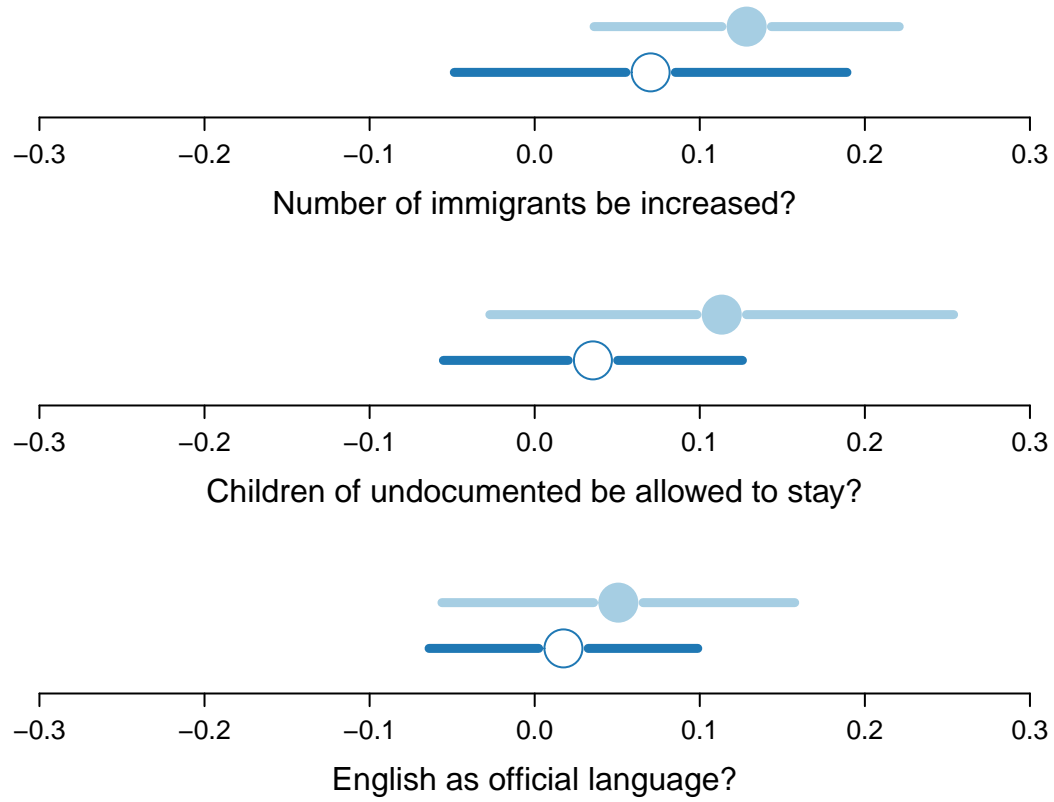 −0.3 −0.2 −0.1 0.0 0.1 0.2 0.3
Number of immigrants be increased?
−0.3 −0.2 −0.1 0.0 0.1 0.2 0.3
Children of undocumented be allowed to stay?
−0.3 −0.2 −0.1 0.0 0.1 0.2 0.3
English as official language?